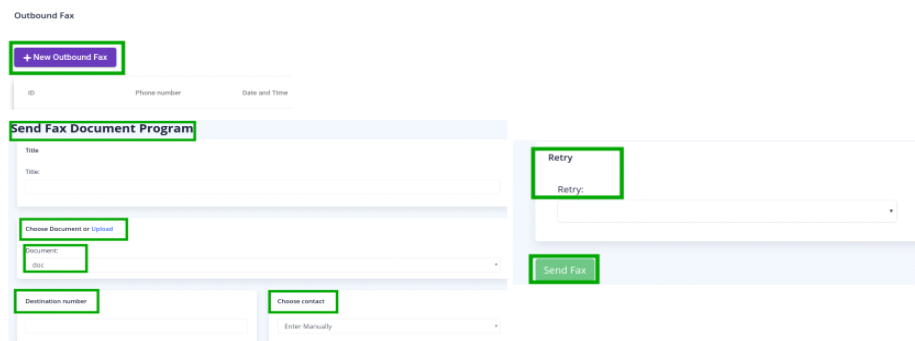 Outbound Fax
+ New Outbound Fax
ID Phone number Date and Time
Send Fax Document Program
Title
Title:
Choose Document or Upload
Document:
doc
Destination number
Choose contact
Enter Manually
Retry
Retry:
Send Fax